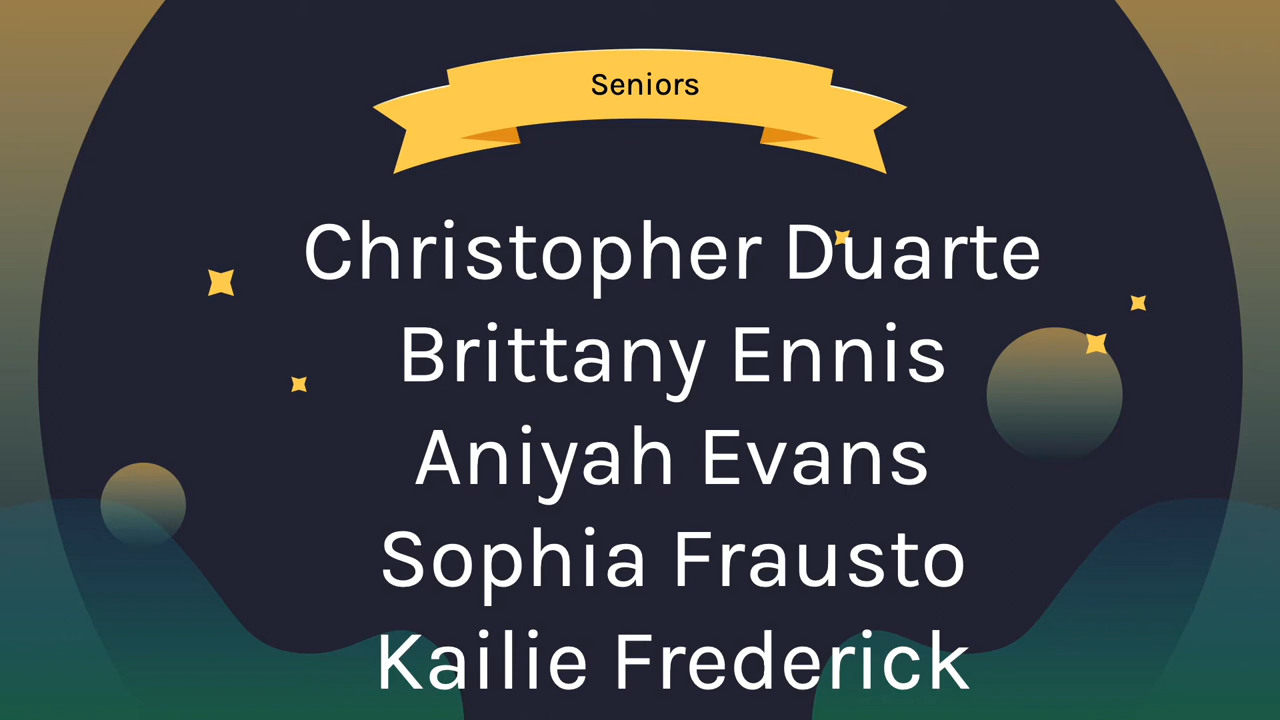 Seniors
Christopher Duarte
Brittany Ennis
Aniyah Evans
Sophia Frausto
Kailie Frederick